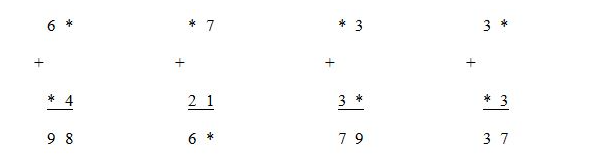 6 * * 7 * 3 3 *
+ + + +
* 4 2 1 3 * * 3
9 8 6 * 7 9 3 7